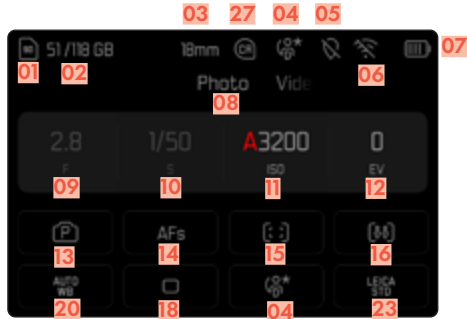 03 27 04 05
SD 51/118 GB 18mm CR
01 02 06 07
Photo Vide
08
2.8 1/50 A3200 0
F S ISO EV
09 10 11 12
P AFs
13 14 15 16
AUTO WB LEICA STD
20 18 04 23